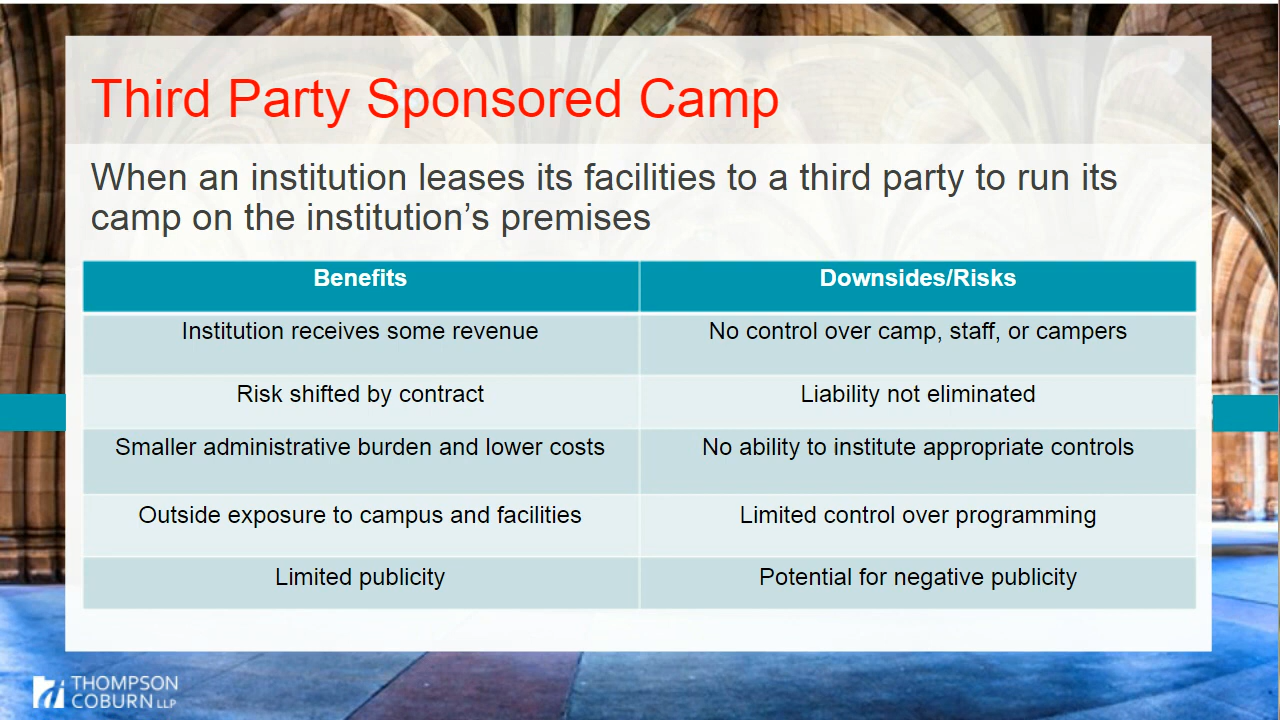 Third Party Sponsored Camp
When an institution leases its facilities to a third party to run its
camp on the institution’s premises
Benefits
Downsides/Risks
Institution receives some revenue
No control over camp, staff, or campers
Risk shifted by contract
Liability not eliminated
Smaller administrative burden and lower costs
No ability to institute appropriate controls
Outside exposure to campus and facilities
Limited control over programming
Limited publicity
Potential for negative publicity
THOMPSON
COBURN LLP